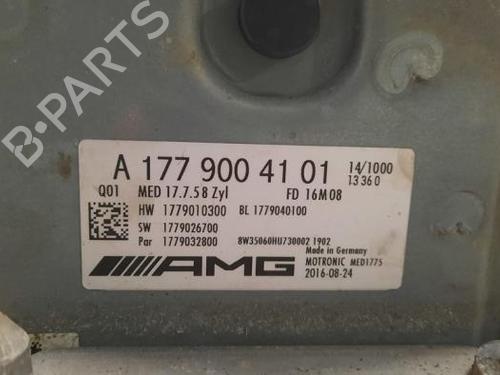 B-PARTS
A 177 900 41 01
14/1000
13 36 0
Q01 MED 17.7.5 8 Zyl FD 16M08
HW 1779010300 BL 1779040100
SW 1779026700
Par 1779032800 8W35060HU730002 1902
AMG
Made in Germany
MOTRONIC MED1775
2016-08-24